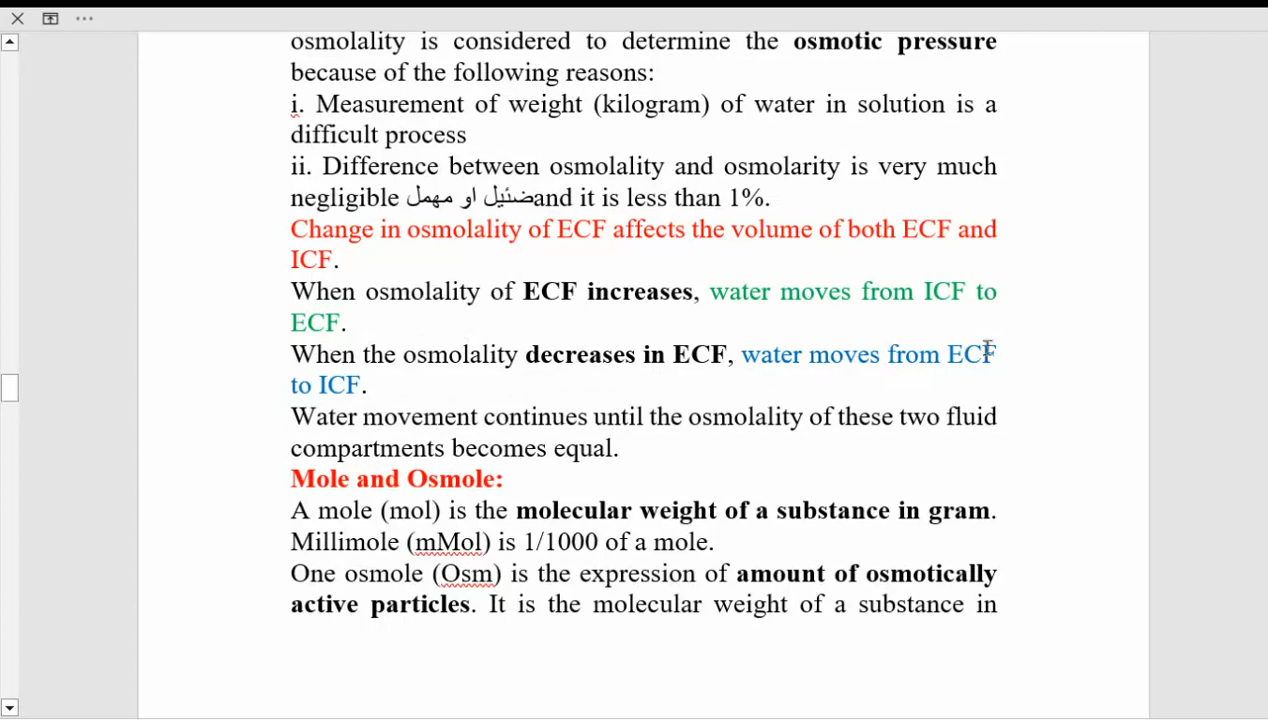 osmolality is considered to determine the osmotic pressure
because of the following reasons:
i. Measurement of weight (kilogram) of water in solution is a
difficult process
ii. Difference between osmolality and osmolarity is very much
negligible ضئيل او مهمل and it is less than 1%.
Change in osmolality of ECF affects the volume of both ECF and
ICF.
When osmolality of ECF increases, water moves from ICF to
ECF.
When the osmolality decreases in ECF, water moves from ECF
to ICF.
Water movement continues until the osmolality of these two fluid
compartments becomes equal.
Mole and Osmole:
A mole (mol) is the molecular weight of a substance in gram.
Millimole (mMol) is 1/1000 of a mole.
One osmole (Osm) is the expression of amount of osmotically
active particles. It is the molecular weight of a substance in